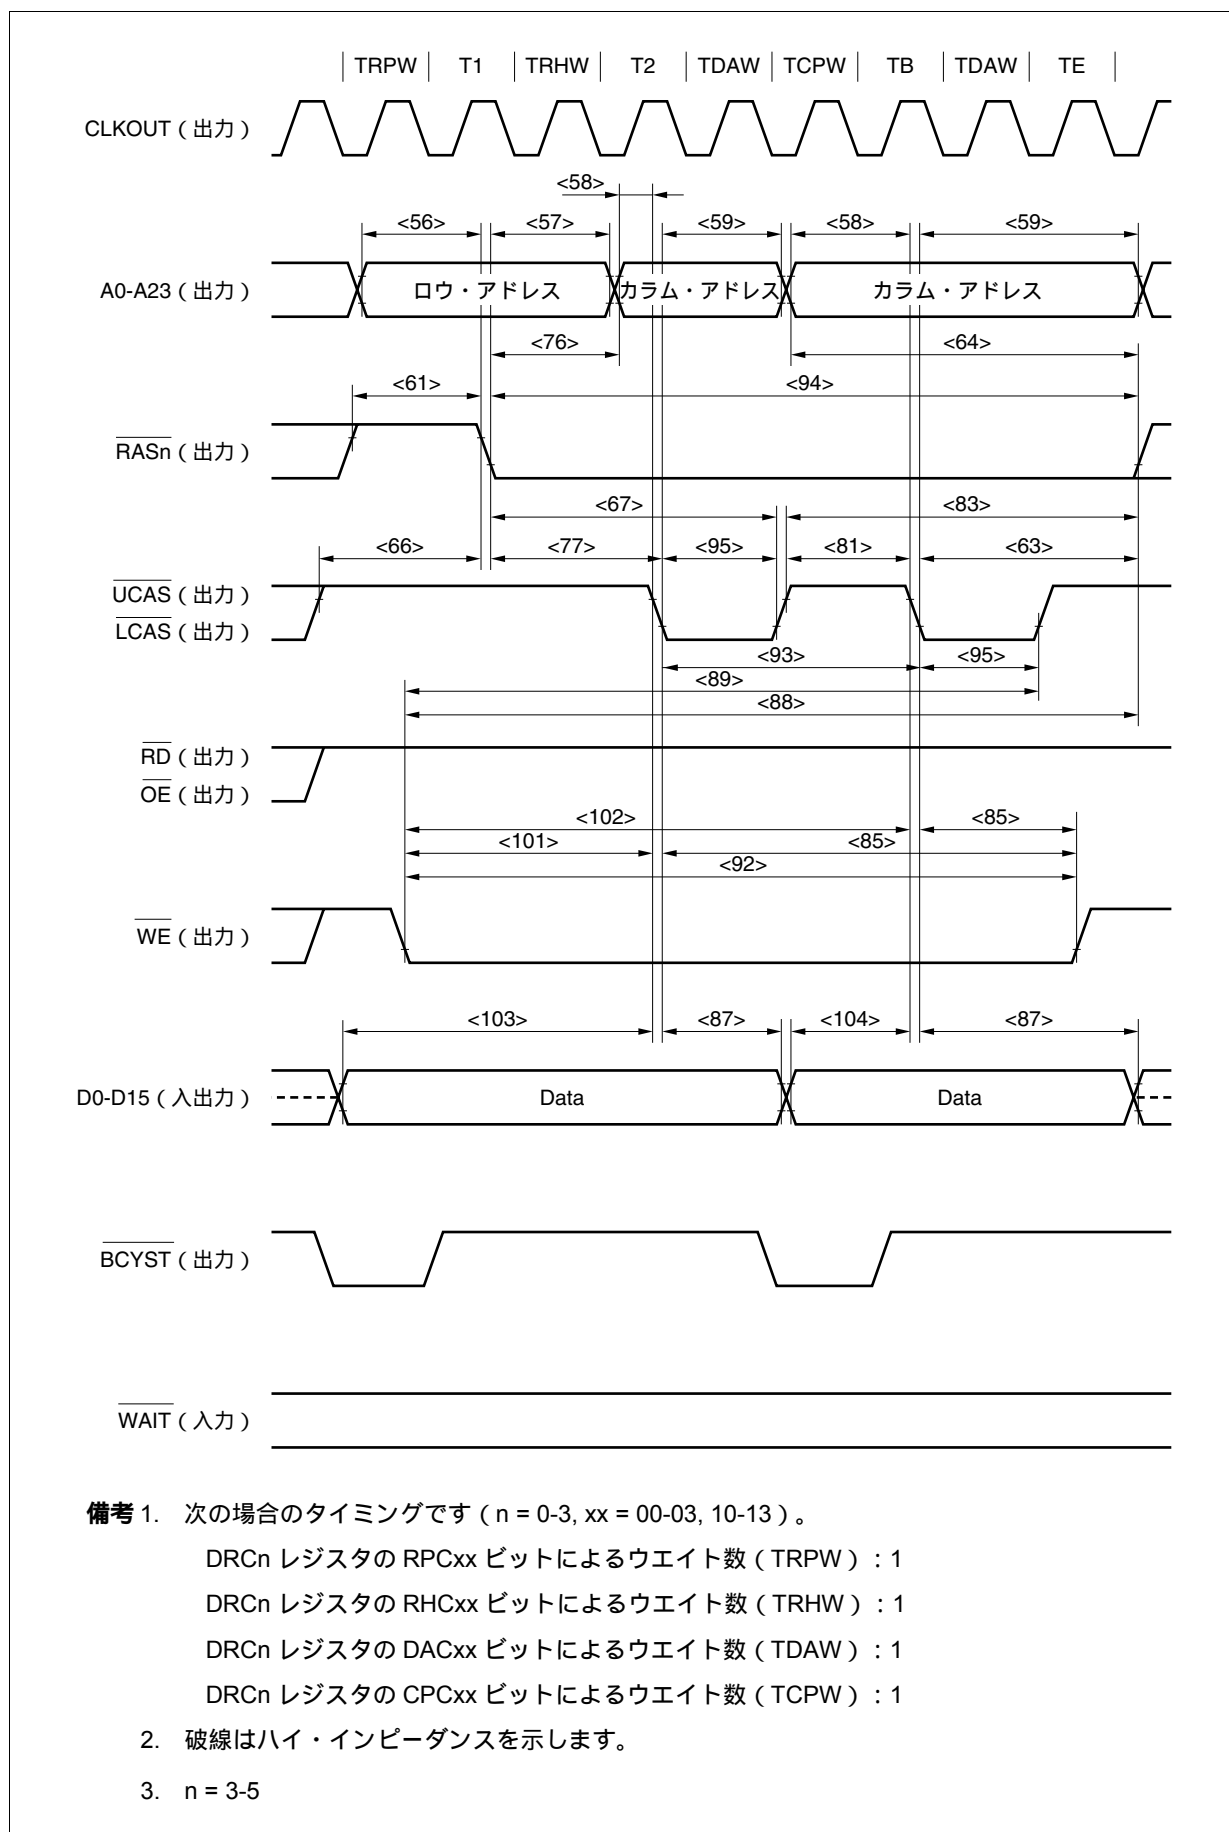 TRPW T1 TRHW T2 TDAW TCPW TB TDAW TE
CLKOUT（出力）
<58>
<56> <57> <59> <58> <59>
A0-A23（出力） ロウ・アドレス カラム・アドレス カラム・アドレス
<76> <64>
<61> <94>
RASn（出力）
<67> <83>
<66> <77> <95> <81> <63>
UCAS（出力）
LCAS（出力）
<93> <95>
<89>
<88>
RD（出力）
OE（出力）
<102> <85>
<101> <85>
<92>
WE（出力）
<103> <87> <104> <87>
D0-D15（入出力） Data Data
BCYST（出力）
WAIT（入力）
備考1. 次の場合のタイミングです（n = 0-3, xx = 00-03, 10-13）。
DRCn レジスタの RPCxx ビットによるウエイト数（TRPW）：1
DRCn レジスタの RHCxx ビットによるウエイト数（TRHW）：1
DRCn レジスタの DACxx ビットによるウエイト数（TDAW）：1
DRCn レジスタの CPCxx ビットによるウエイト数（TCPW）：1
2. 破線はハイ・インピーダンスを示します。
3. n = 3-5